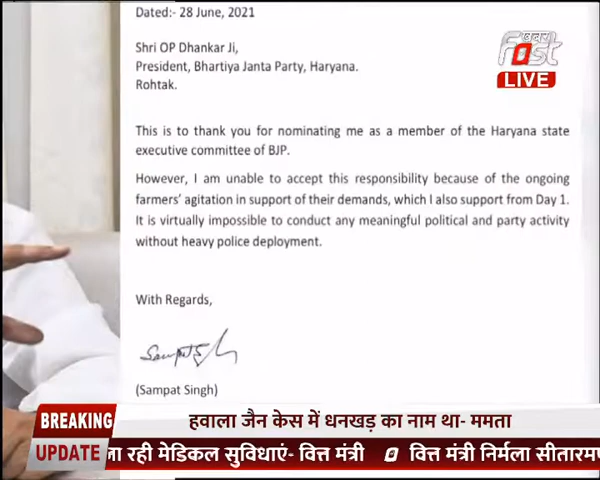 Dated:- 28 June, 2021
Shri OP Dhankar Ji,
President, Bhartiya Janta Party, Haryana.
Rohtak.
This is to thank you for nominating me as a member of the Haryana state
executive committee of BJP.
However, I am unable to accept this responsibility because of the ongoing
farmers' agitation in support of their demands, which I also support from Day 1.
It is virtually impossible to conduct any meaningful political and party activity
without heavy police deployment.
With Regards,
(Sampat Singh)
खबर
fast
LIVE
BREAKING
UPDATE
हवाला जैन केस में धनखड़ का नाम था- ममता
जा रही मेडिकल सुविधाएं- वित्त मंत्री वित्त मंत्री निर्मला सीतारमण